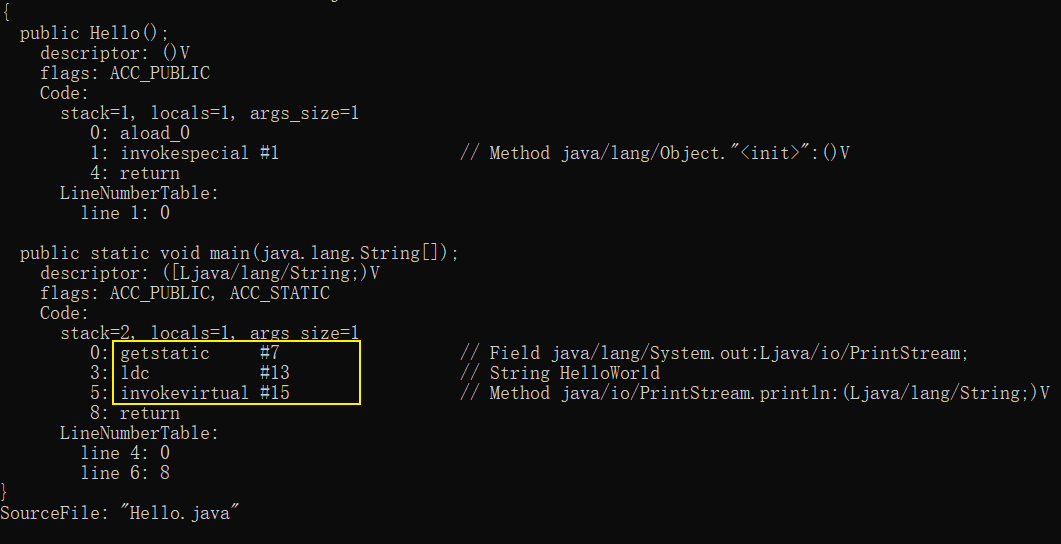 {
  public Hello();
    descriptor: ()V
    flags: ACC_PUBLIC
    Code:
      stack=1, locals=1, args_size=1
         0: aload_0
         1: invokespecial #1                  // Method java/lang/Object."<init>":()V
         4: return
      LineNumberTable:
        line 1: 0

  public static void main(java.lang.String[]);
    descriptor: ([Ljava/lang/String;)V
    flags: ACC_PUBLIC, ACC_STATIC
    Code:
      stack=2, locals=1, args_size=1
         0: getstatic     #7                  // Field java/lang/System.out:Ljava/io/PrintStream;
         3: ldc           #13                 // String HelloWorld
         5: invokevirtual #15                 // Method java/io/PrintStream.println:(Ljava/lang/String;)V
         8: return
      LineNumberTable:
        line 4: 0
        line 6: 8
}
SourceFile: "Hello.java"